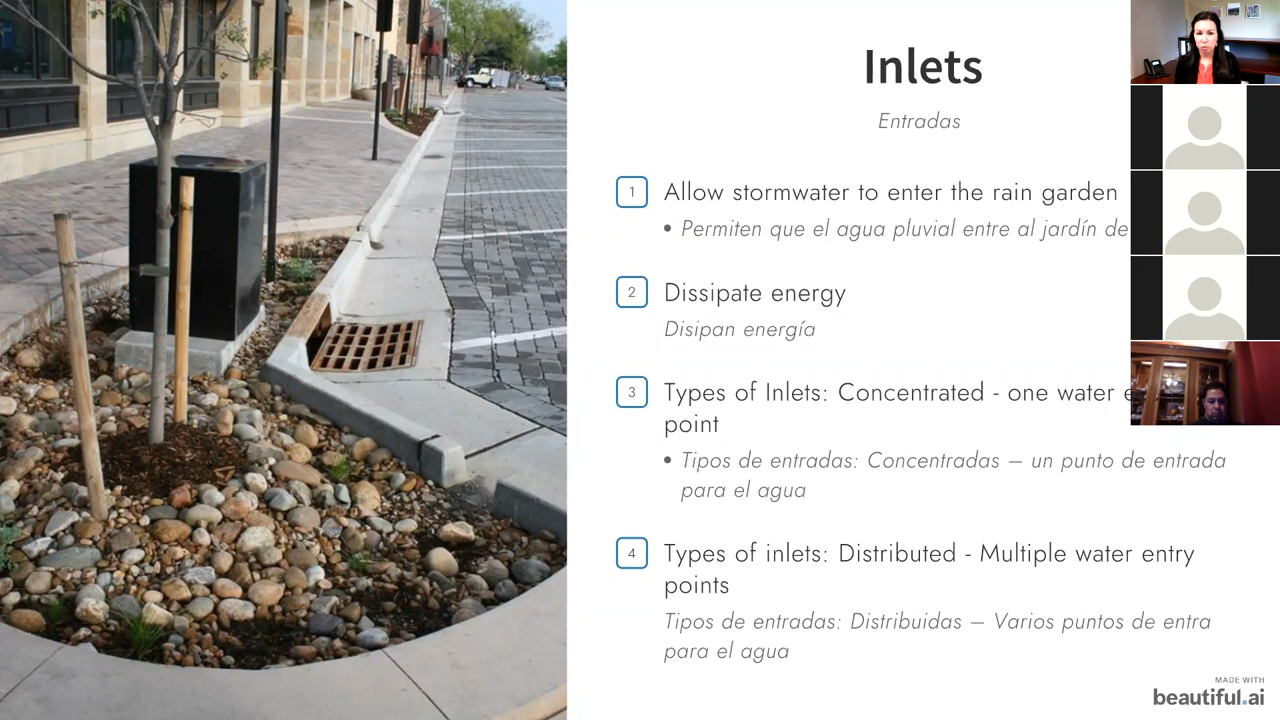 Inlets
Entradas
1 Allow stormwater to enter the rain garden
• Permiten que el agua pluvial entre al jardín de
2 Dissipate energy
Disipan energía
3 Types of Inlets: Concentrated - one water
point
• Tipos de entradas: Concentradas – un punto de entrada
para el agua
4 Types of inlets: Distributed - Multiple water entry
points
Tipos de entradas: Distribuidas – Varios puntos de entra
para el agua
MADE WITH
beautiful.ai